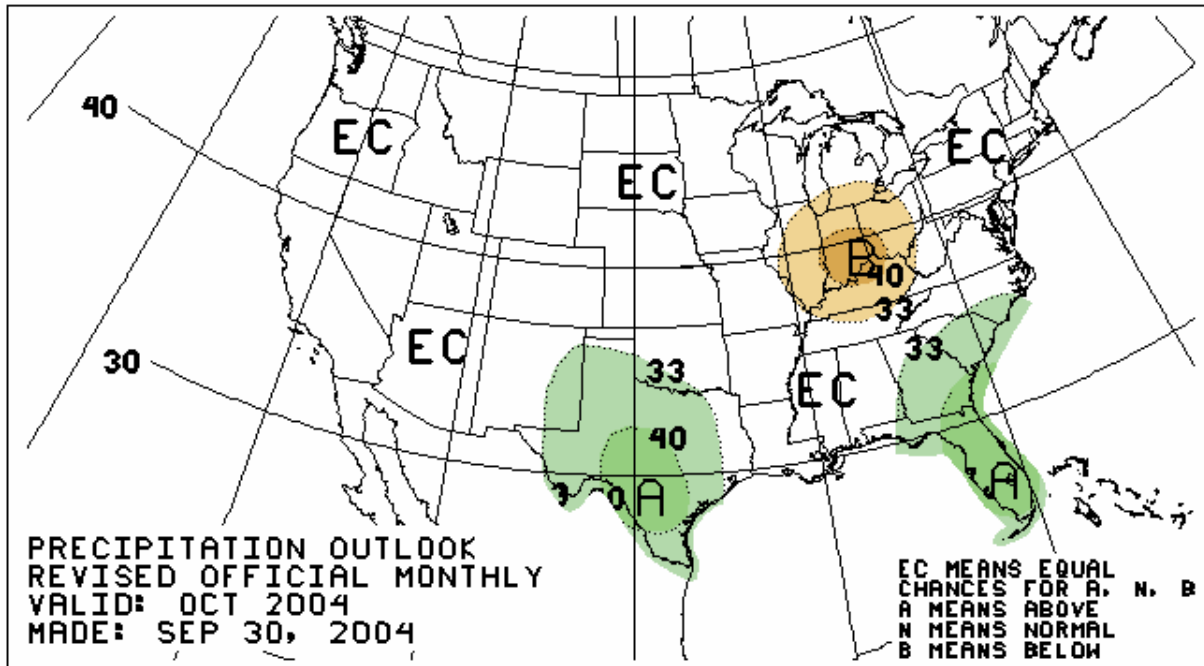 40
EC
EC
EC
B
40
33
30
EC
33
33
EC
40
A
A
PRECIPITATION OUTLOOK
REVISED OFFICIAL MONTHLY
VALID: OCT 2004
MADE: SEP 30, 2004
EC MEANS EQUAL
CHANCES FOR A, N, B
A MEANS ABOVE
N MEANS NORMAL
B MEANS BELOW